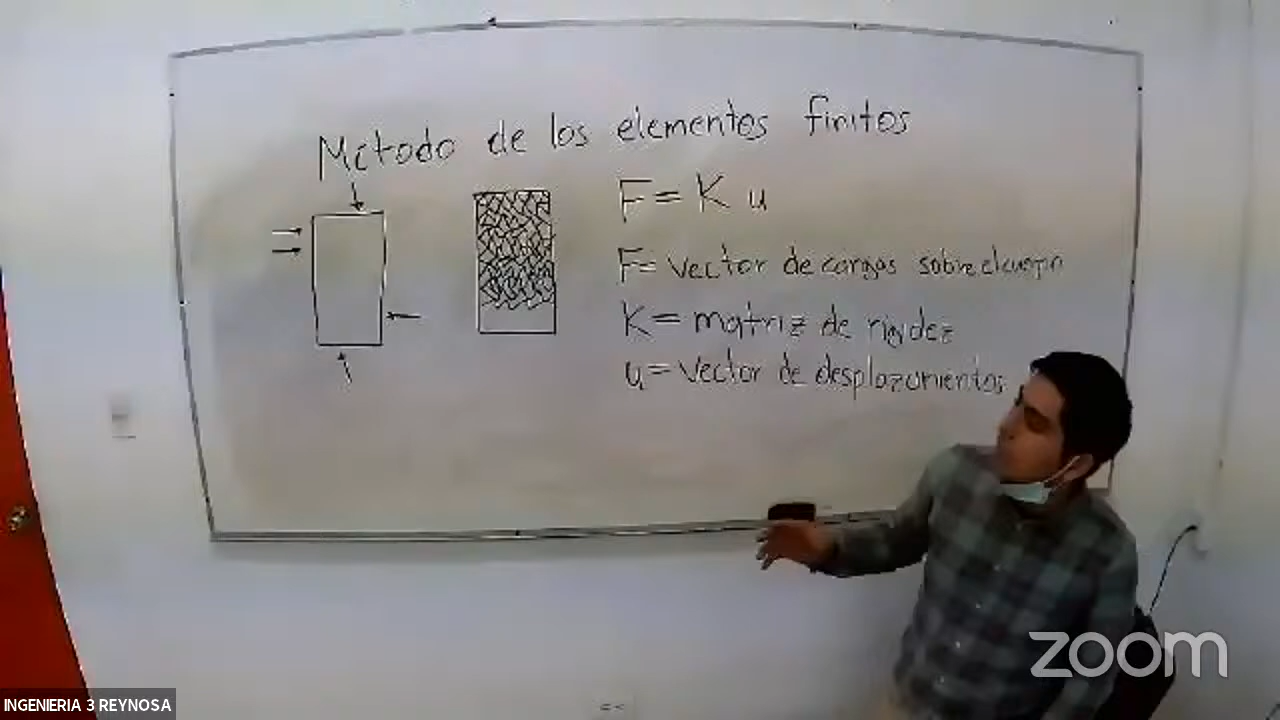 Método de los elementos finitos
F = K u
F = vector de cargas sobre el cuerpo
K = matriz de rigidez
u = vector de desplazamientos
zoom
INGENIERIA 3 REYNOSA